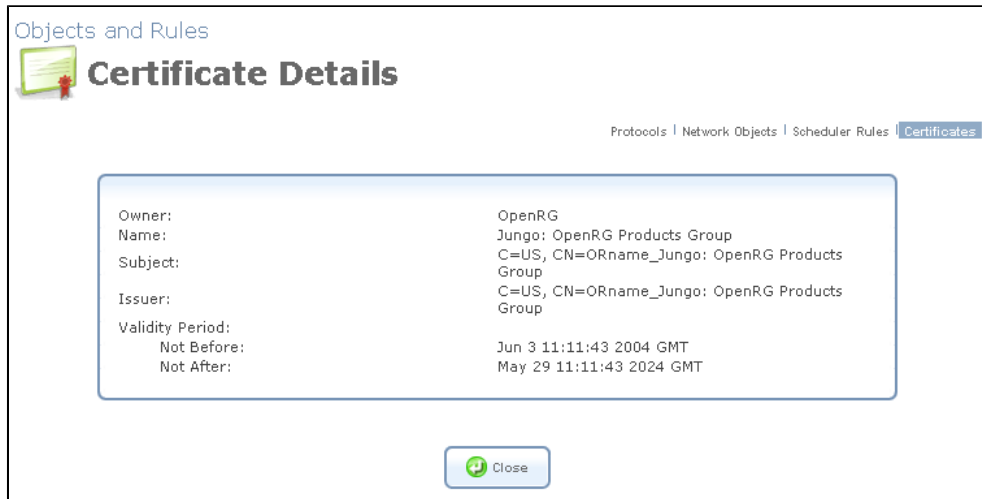 Objects and Rules
Certificate Details
Protocols | Network Objects | Scheduler Rules | Certificates
Owner: OpenRG
Name: Jungo: OpenRG Products Group
Subject: C=US, CN=ORname_Jungo: OpenRG Products
Group
Issuer: C=US, CN=ORname_Jungo: OpenRG Products
Group
Validity Period:
Not Before: Jun 3 11:11:43 2004 GMT
Not After: May 29 11:11:43 2024 GMT
Close